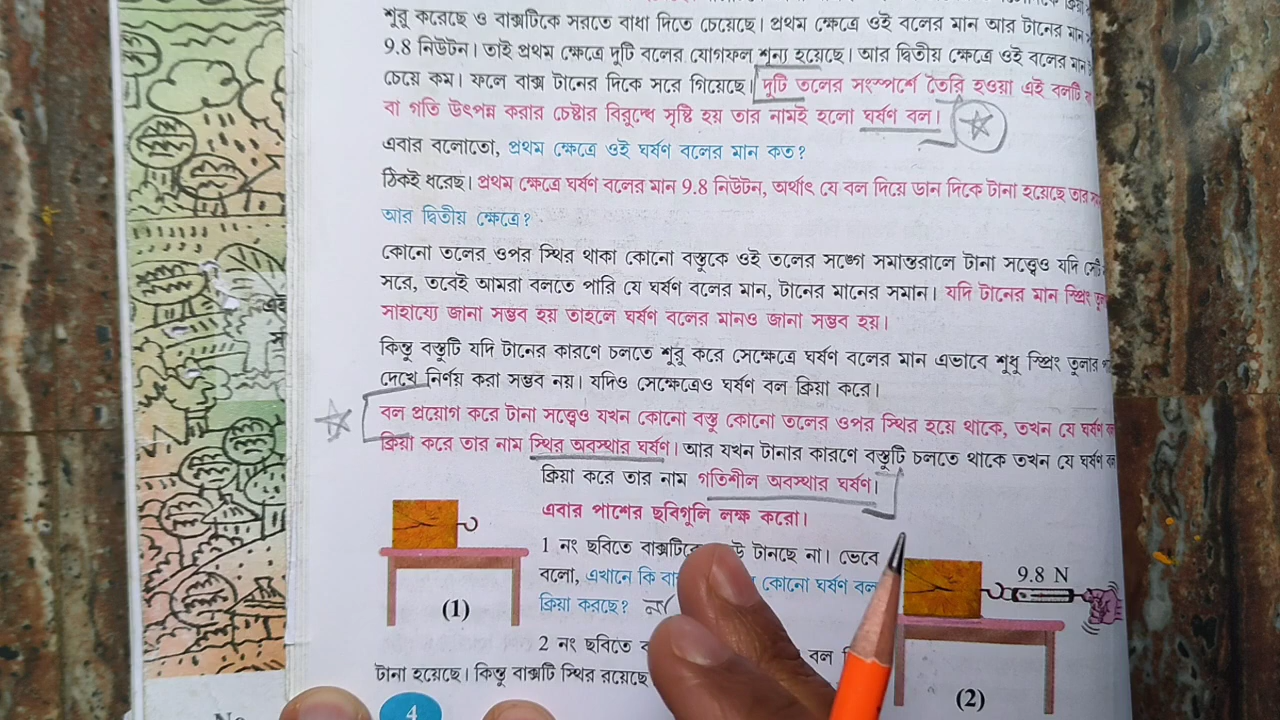 শুরু করেছে ও বাক্সটিকে সরতে বাধা দিতে চেয়েছে। প্রথম ক্ষেত্রে ওই বলের মান আর টানের মান
9.8 নিউটন। তাই প্রথম ক্ষেত্রে দুটি বলের যোগফল শূন্য হয়েছে। আর দ্বিতীয় ক্ষেত্রে ওই বলের মান
চেয়ে কম। ফলে বাক্স টানের দিকে সরে গিয়েছে। দুটি তলের সংস্পর্শে তৈরি হওয়া এই বলটি
বা গতি উৎপন্ন করার চেষ্টার বিরুদ্ধে সৃষ্টি হয় তার নামই হলো ঘর্ষণ বল।
এবার বলোতো, প্রথম ক্ষেত্রে ওই ঘর্ষণ বলের মান কত?
ঠিকই ধরেছ। প্রথম ক্ষেত্রে ঘর্ষণ বলের মান 9.8 নিউটন, অর্থাৎ যে বল দিয়ে ডান দিকে টানা হয়েছে তার
আর দ্বিতীয় ক্ষেত্রে?
কোনো তলের ওপর স্থির থাকা কোনো বস্তুকে ওই তলের সঙ্গে সমান্তরালে টানা সত্ত্বেও যদি
সরে, তবেই আমরা বলতে পারি যে ঘর্ষণ বলের মান, টানের মানের সমান। যদি টানের মান স্প্রিং
সাহায্যে জানা সম্ভব হয় তাহলে ঘর্ষণ বলের মানও জানা সম্ভব হয়।
কিন্তু বস্তুটি যদি টানের কারণে চলতে শুরু করে সেক্ষেত্রে ঘর্ষণ বলের মান এভাবে শুধু স্প্রিং তুলার
দেখে নির্ণয় করা সম্ভব নয়। যদিও সেক্ষেত্রেও ঘর্ষণ বল ক্রিয়া করে।
বল প্রয়োগ করে টানা সত্ত্বেও যখন কোনো বস্তু কোনো তলের ওপর স্থির হয়ে থাকে, তখন যে ঘর্ষণ
ক্রিয়া করে তার নাম স্থির অবস্থার ঘর্ষণ। আর যখন টানার কারণে বস্তুটি চলতে থাকে তখন যে ঘর্ষণ
ক্রিয়া করে তার নাম গতিশীল অবস্থার ঘর্ষণ।
এবার পাশের ছবিগুলি লক্ষ করো।
1 নং ছবিতে বাক্সটিকে টানছে না। ভেবে
বলো, এখানে কি কোনো ঘর্ষণ বল
ক্রিয়া করছে? না
9.8 N
(1)
2 নং ছবিতে বল
টানা হয়েছে। কিন্তু বাক্সটি স্থির রয়েছে
(2)
4